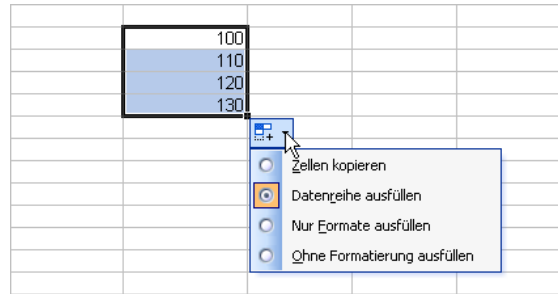 100
110
120
130
Zellen kopieren
Datenreihe ausfüllen
Nur Formate ausfüllen
Ohne Formatierung ausfüllen